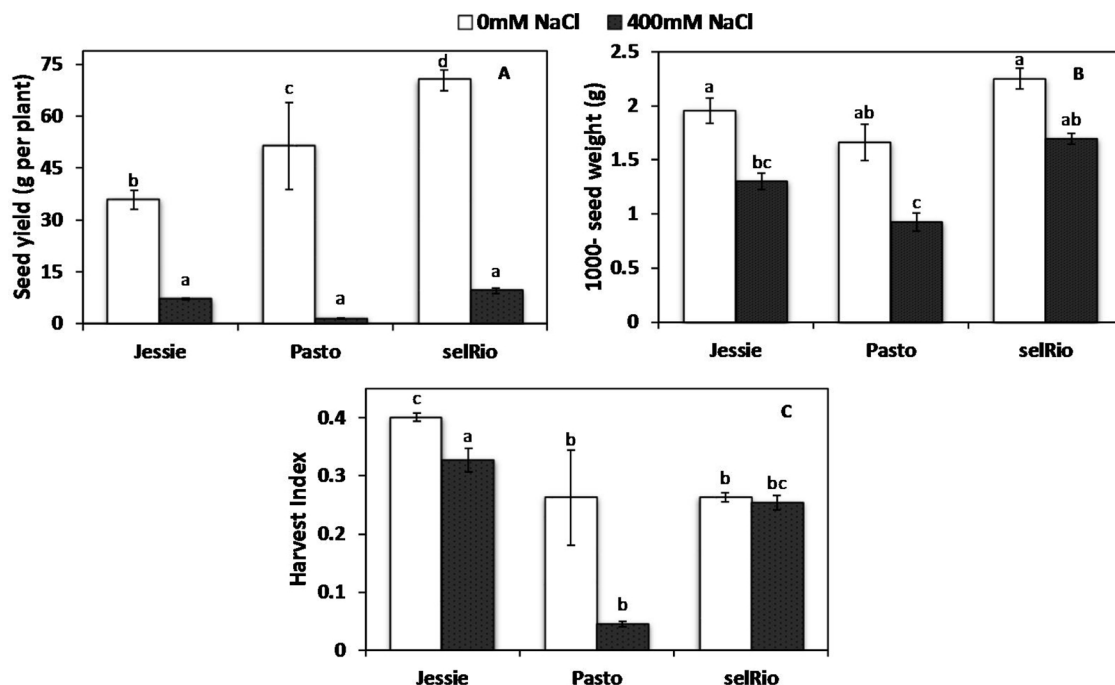 0mM NaCl 400mM NaCl
Seed yield (g per plant)
75
60
45
30
15
0
A
b
a
c
a
d
a
Jessie Pasto selRio
1000- seed weight (g)
2.5
2
1.5
1
0.5
0
B
a
bc
ab
c
a
ab
Jessie Pasto selRio
Harvest Index
0.4
0.3
0.2
0.1
0
C
c
a
b
b
b
bc
Jessie Pasto selRio